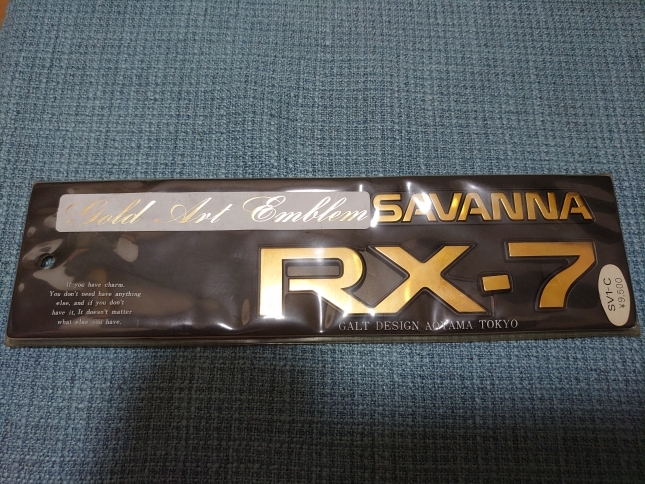 Gold Art Emblem SAVANNA
RX-7
If you have charm.
You don't need have anything
else, and if you don't
have it, It doesn't matter
what else you have.
GALT DESIGN AOYAMA TOKYO
SV1-C
¥9,500